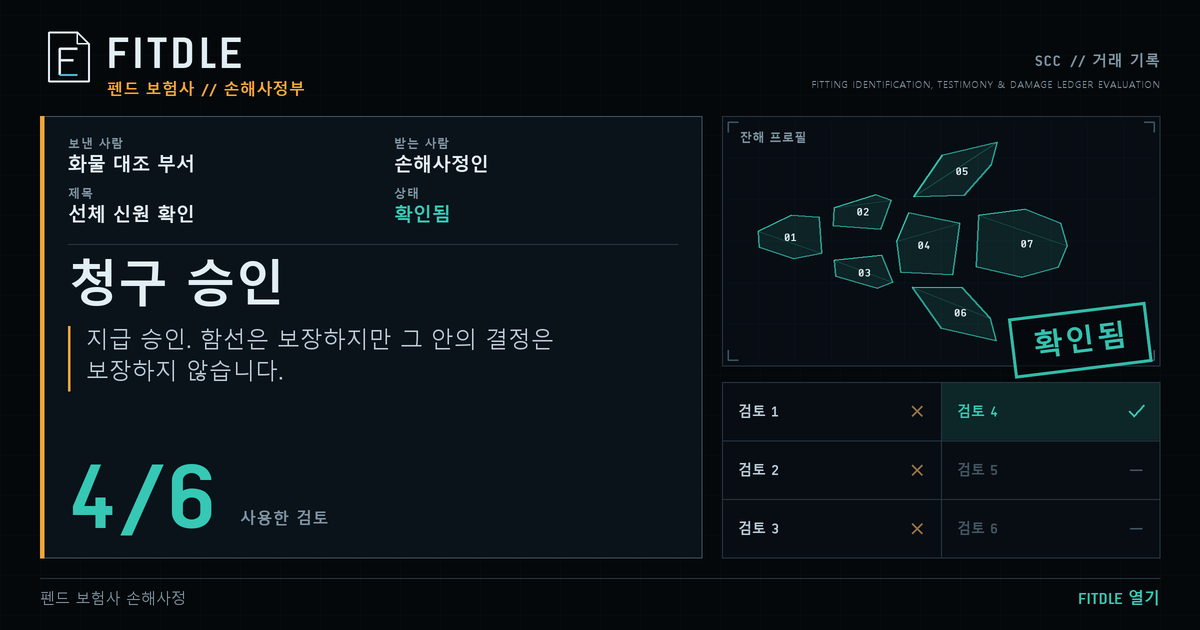 FITDLE
펜드 보험사 // 손해사정부
SCC // 거래 기록
FITTING IDENTIFICATION, TESTIMONY & DAMAGE LEDGER EVALUATION
보낸 사람
화물 대조 부서
받는 사람
손해사정인
제목
선체 신원 확인
상태
확인됨
청구 승인
지급 승인. 함선은 보장하지만 그 안의 결정은
보장하지 않습니다.
4/6
사용한 검토
잔해 프로필
01
02
03
04
05
06
07
확인됨
검토 1
검토 2
검토 3
검토 4
검토 5
검토 6
펜드 보험사 손해사정
FITDLE 열기